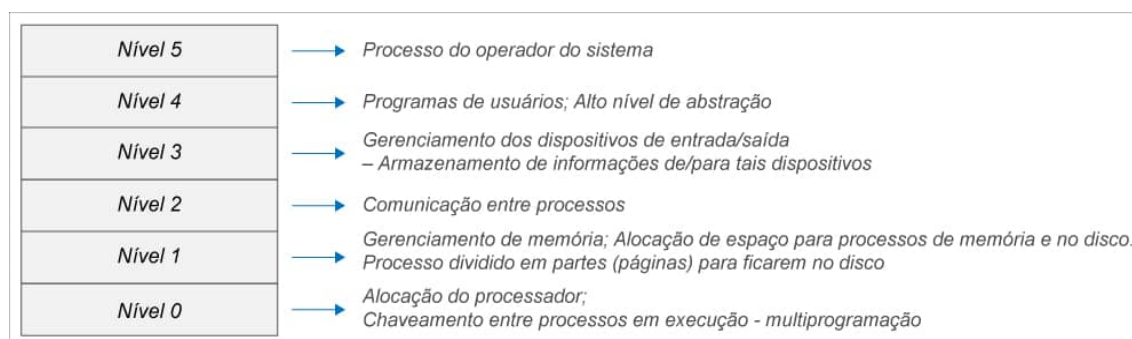 Nível 5
Processo do operador do sistema
Nível 4
Programas de usuários; Alto nível de abstração
Nível 3
Gerenciamento dos dispositivos de entrada/saída
– Armazenamento de informações de/para tais dispositivos
Nível 2
Comunicação entre processos
Nível 1
Gerenciamento de memória; Alocação de espaço para processos de memória e no disco.
Processo dividido em partes (páginas) para ficarem no disco
Nível 0
Alocação do processador;
Chaveamento entre processos em execução - multiprogramação